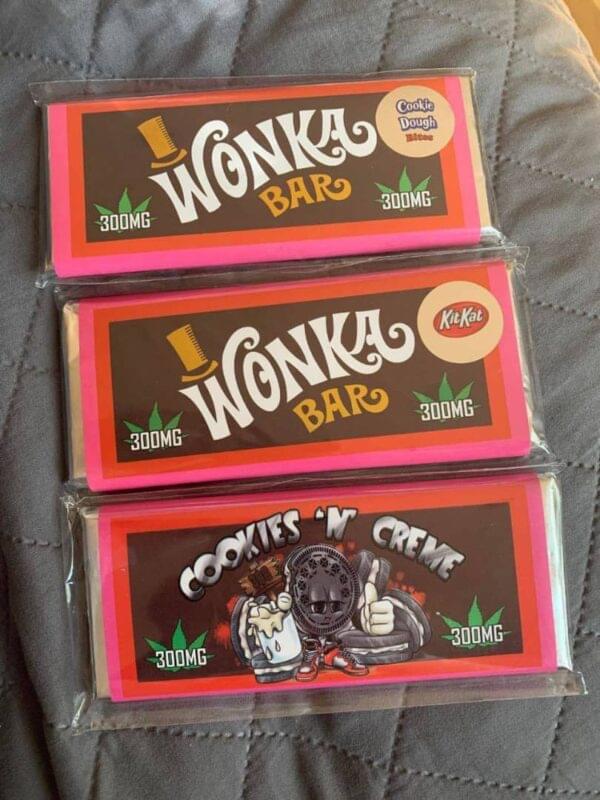 WONKA
BAR
Cookie
Dough
Bites
300MG
300MG
WONKA
BAR
KitKat
300MG
300MG
COOKIES 'N' CREME
300MG
300MG